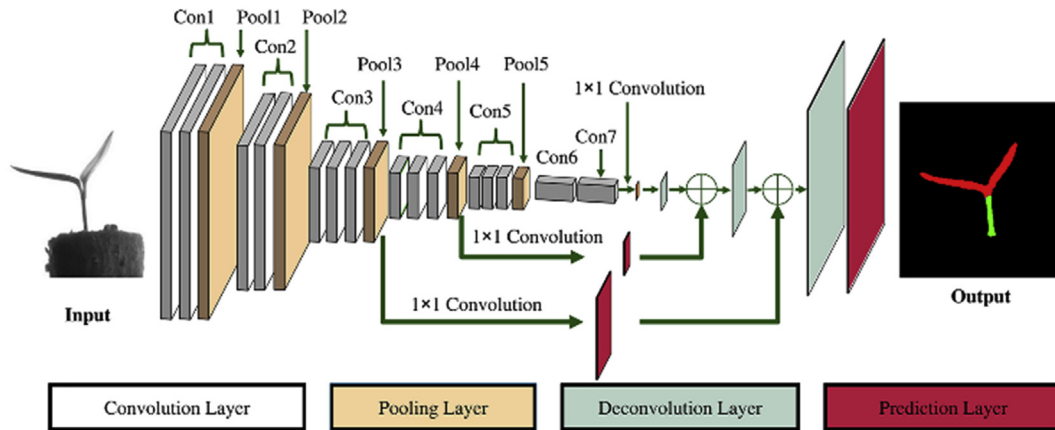 Con1
Pool1
Pool2
Con2
Pool3
Pool4
Pool5
1×1 Convolution
Con3
Con4
Con5
Con6
Con7
1×1 Convolution
1×1 Convolution
Input
Output
Convolution Layer
Pooling Layer
Deconvolution Layer
Prediction Layer